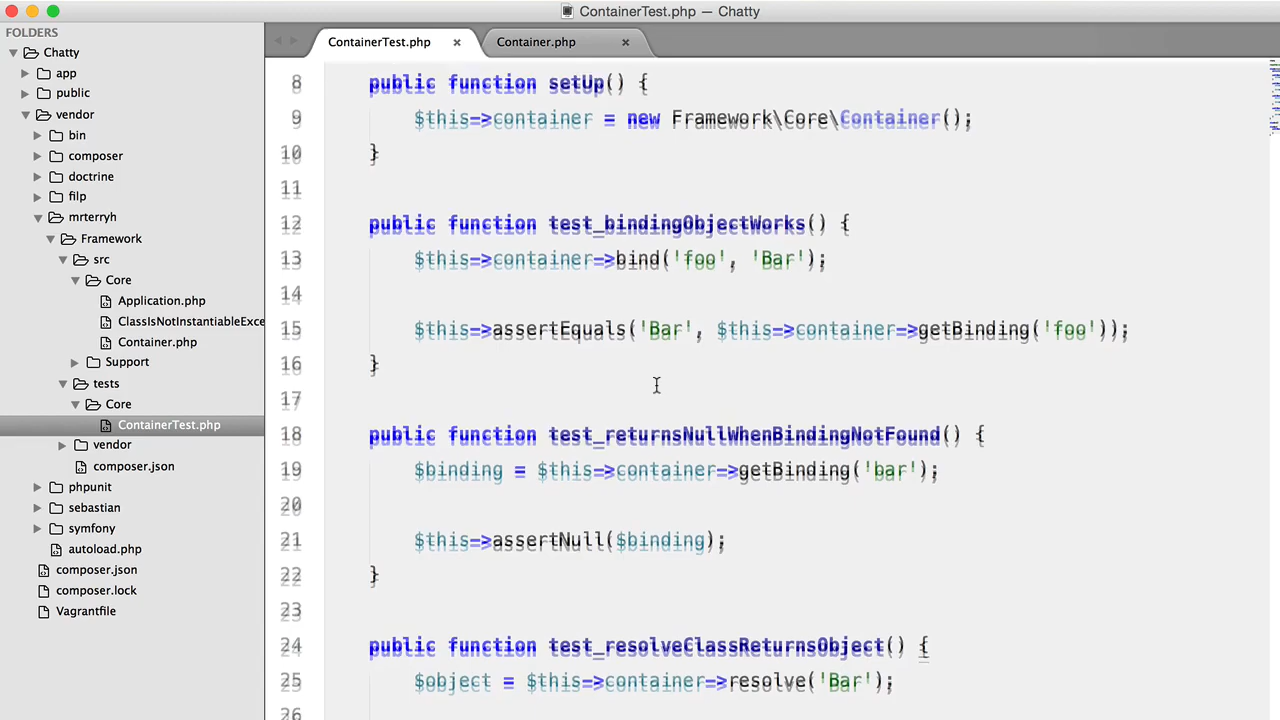 ContainerTest.php — Chatty
FOLDERS
Chatty
app
public
vendor
bin
composer
doctrine
filp
mrterryh
Framework
src
Core
Application.php
ClassIsNotInstantiableExce
Container.php
Support
tests
Core
ContainerTest.php
vendor
composer.json
phpunit
sebastian
symfony
autoload.php
composer.json
composer.lock
Vagrantfile
ContainerTest.php ×
Container.php ×
8 public function setUp() {
9 $this->container = new Framework\Core\Container();
10 }
11
12 public function test_bindingObjectWorks() {
13 $this->container->bind('foo', 'Bar');
14
15 $this->assertEquals('Bar', $this->container->getBinding('foo'));
16 }
17
18 public function test_returnsNullWhenBindingNotFound() {
19 $binding = $this->container->getBinding('bar');
20
21 $this->assertNull($binding);
22 }
23
24 public function test_resolveClassReturnsObject() {
25 $object = $this->container->resolve('Bar');
26